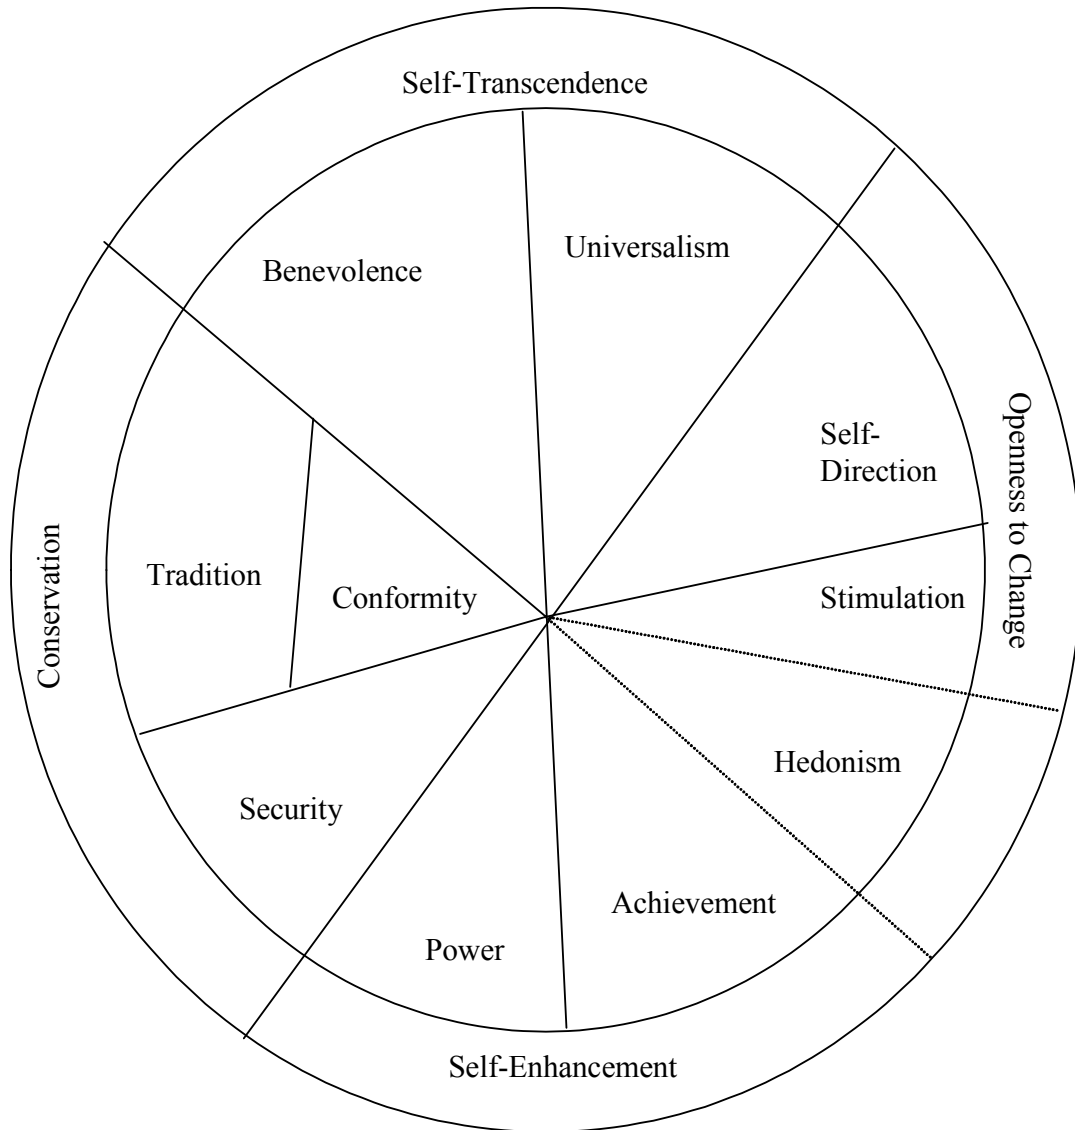 Self-Transcendence
Universalism
Benevolence
Self-
Direction
Openness to Change
Conservation
Tradition
Conformity
Stimulation
Hedonism
Security
Achievement
Power
Self-Enhancement